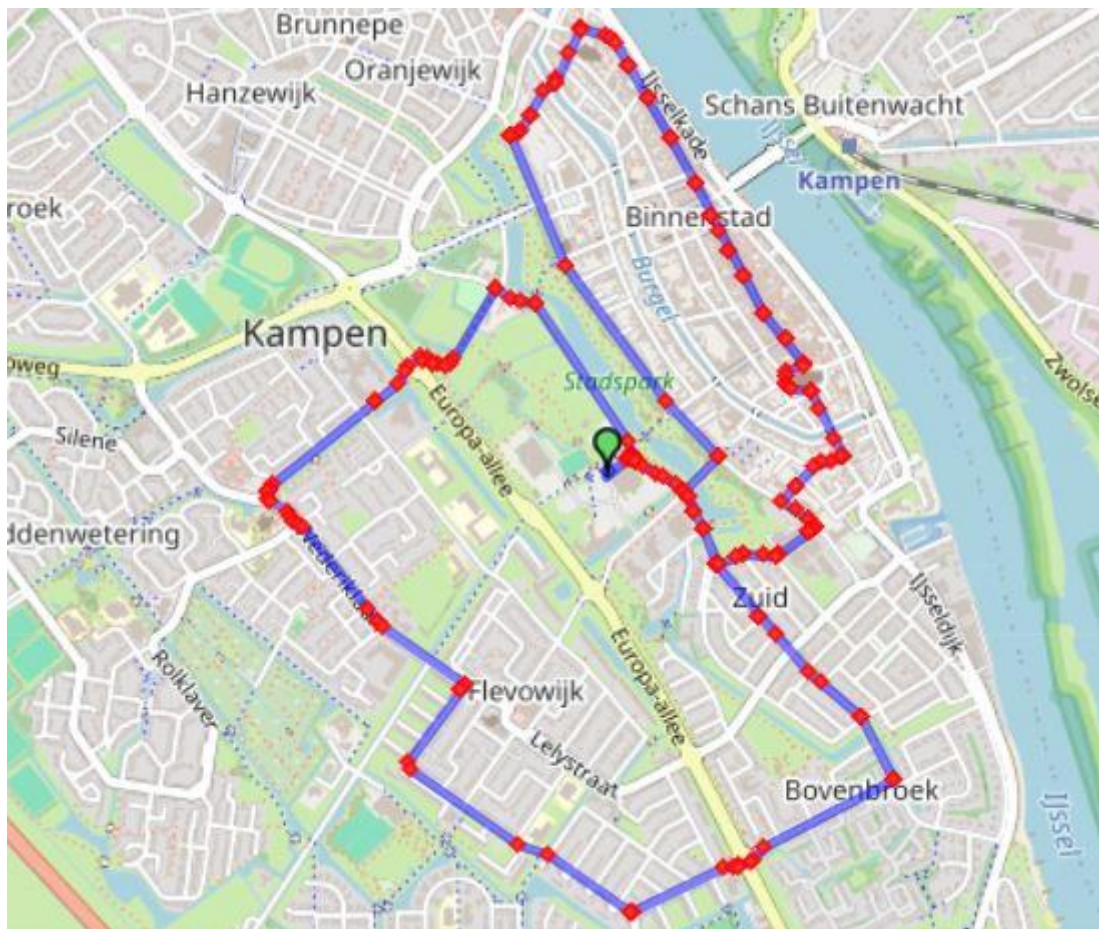 Brunnepe
Oranjewijk
Hanzewijk
IJsselkade
Schans Buitenwacht
IJssel
Kampen
roek
Binnenstad
Burgel
Kampen
Stadspark
oweg
Zwolse
Silene
Europa-allee
ddenwetering
Zuid
IJsseldijk
Rolklaver
Europa-allee
Flevowijk
Lelystraat
Bovenbroek
IJssel